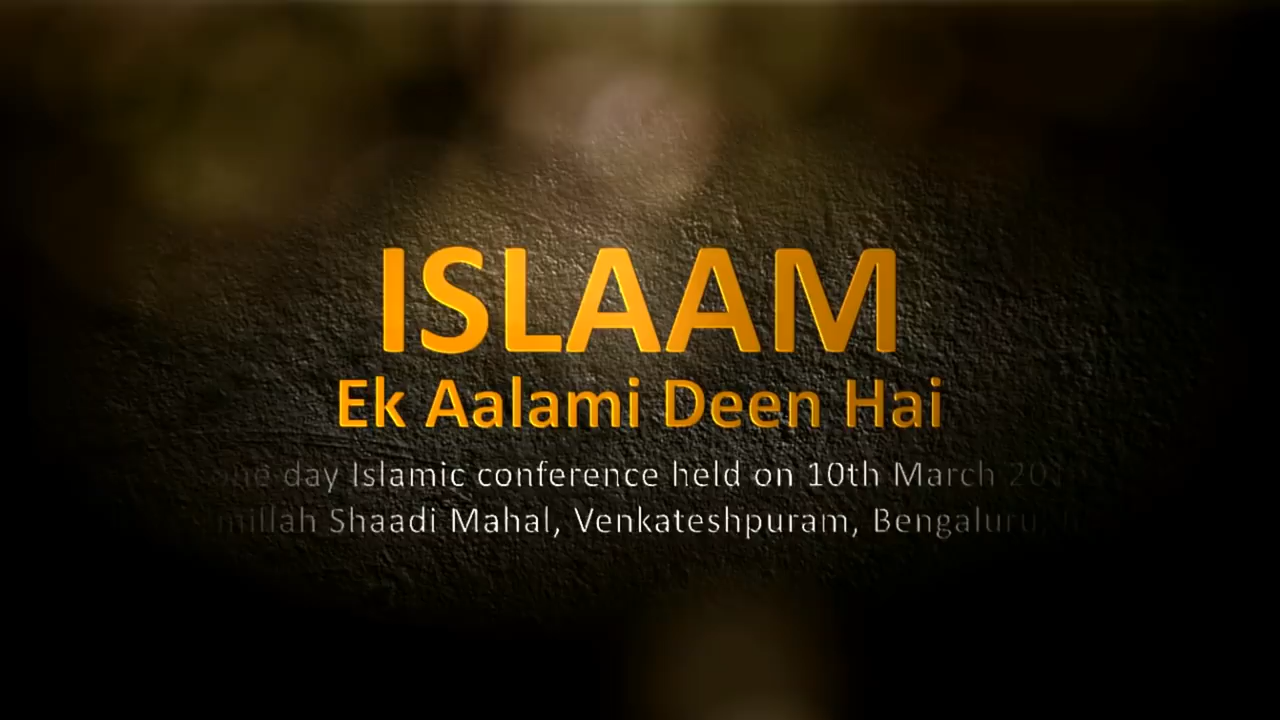 ISLAAM
Ek Aalami Deen Hai
day Islamic conference held on 10th March
Shaadi Mahal, Venkateshpuram, Bengaluru